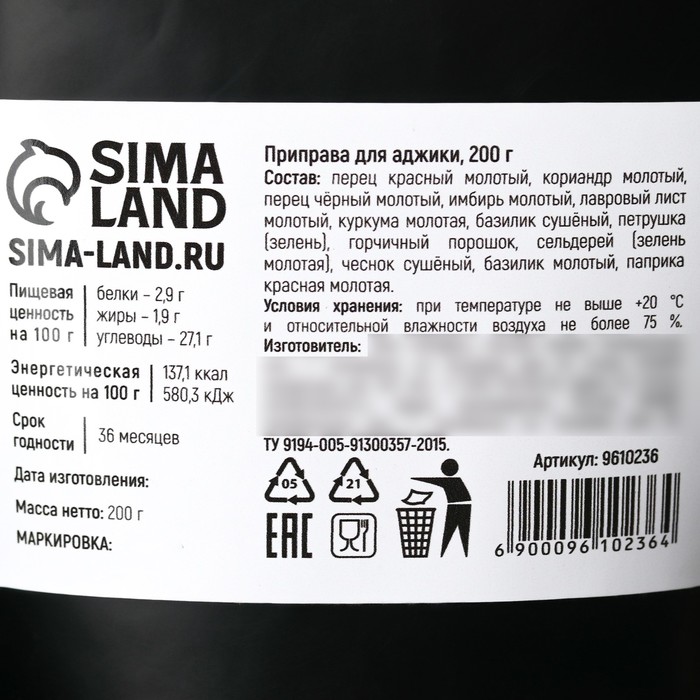 SIMA
LAND
SIMA-LAND.RU
Пищевая
ценность
на 100 г
белки – 2,9 г
жиры – 1,9 г
углеводы – 27,1 г
Энергетическая
ценность на 100 г
137,1 ккал
580,3 кДж
Срок
годности
36 месяцев
Дата изготовления:
Масса нетто: 200 г
МАРКИРОВКА:
Приправа для аджики, 200 г
Состав: перец красный молотый, кориандр молотый,
перец чёрный молотый, имбирь молотый, лавровый лист
молотый, куркума молотая, базилик сушёный, петрушка
(зелень), горчичный порошок, сельдерей (зелень
молотая), чеснок сушёный, базилик молотый, паприка
красная молотая.
Условия хранения: при температуре не выше +20 °C
и относительной влажности воздуха не более 75 %.
Изготовитель:
ТУ 9194-005-91300357-2015.
05
21
EAC
Артикул: 9610236
6 900096 102364